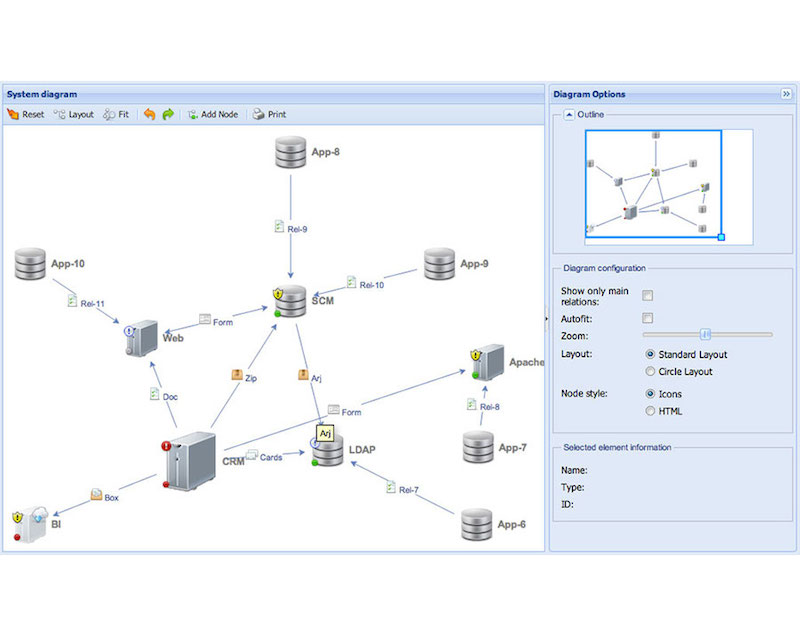 System diagram
Reset Layout Fit Add Node Print
App-8
Rel-9
App-10
App-9
Rel-10
Rel-11
SCM
Form
Web
Apache
Zip
Arj
Doc
Form
Rel-8
Arj
LDAP
App-7
CRM
Cards
Rel-7
Box
BI
App-6
Diagram Options
Outline
Diagram configuration
Show only main
relations:
Autofit:
Zoom:
Layout:
Standard Layout
Circle Layout
Node style:
Icons
HTML
Selected element information
Name:
Type:
ID: